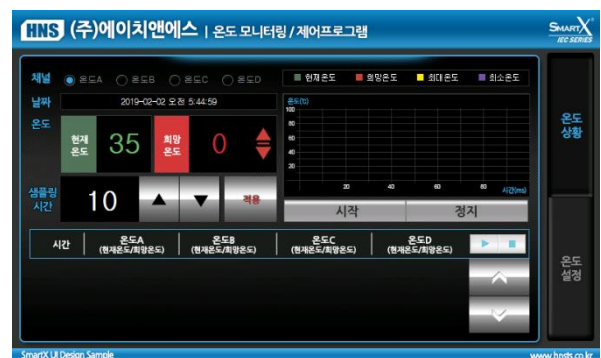 HNS (주)에이치앤에스 | 온도 모니터링/제어프로그램
SMARTX
IEC SERIES
채널 온도A 온도B 온도C 온도D
현재온도 희망온도 최대온도 최소온도
날짜 2019-02-02 오전 5:44:59
온도
현재
온도
35
희망
온도
0
온도(℃)
100
80
60
40
20
20 40 60 80 시간(ms)
샘플링
시간
10 ▲ ▼ 적용
시작 정지
시간
온도A
(현재온도/희망온도)
온도B
(현재온도/희망온도)
온도C
(현재온도/희망온도)
온도D
(현재온도/희망온도)
온도
상황
온도
설정
SmartX UI Design Sample
www.hnsts.co.kr